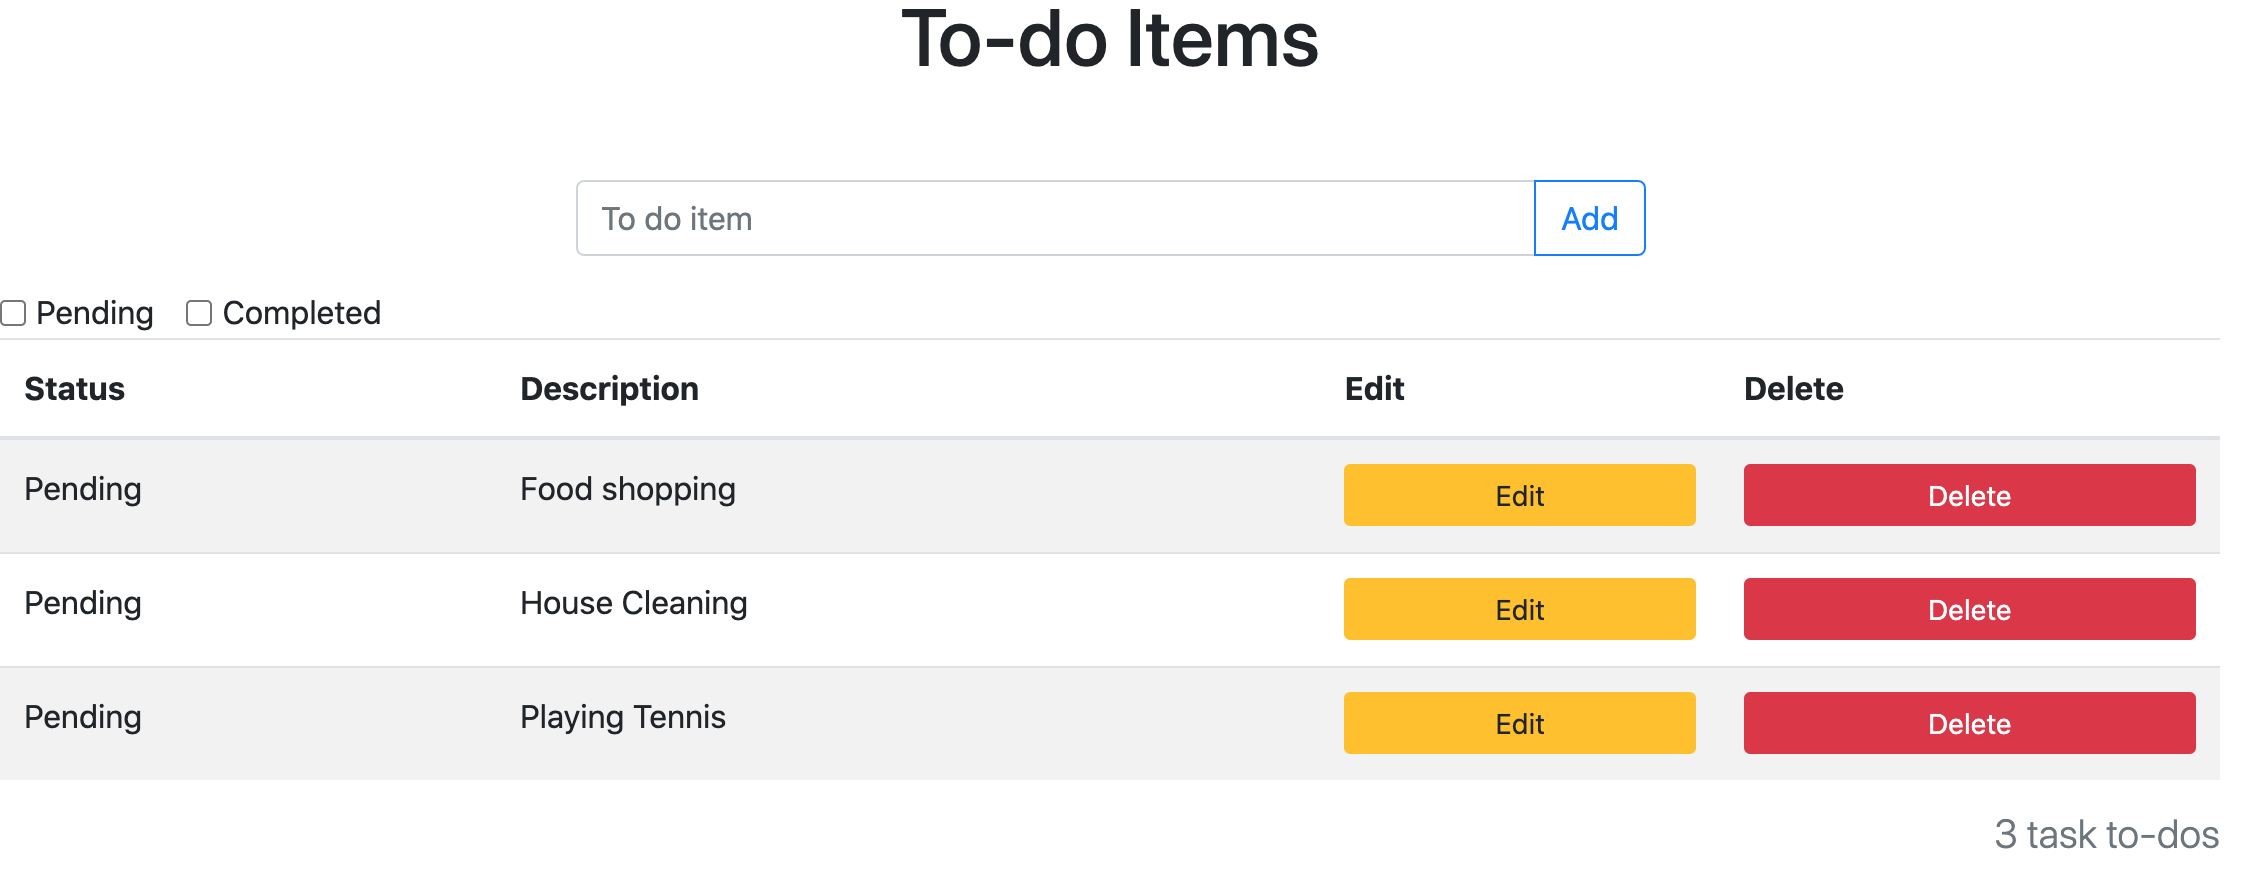 To-do Items
To do item Add
Pending Completed
Status Description Edit Delete
Pending Food shopping Edit Delete
Pending House Cleaning Edit Delete
Pending Playing Tennis Edit Delete
3 task to-dos